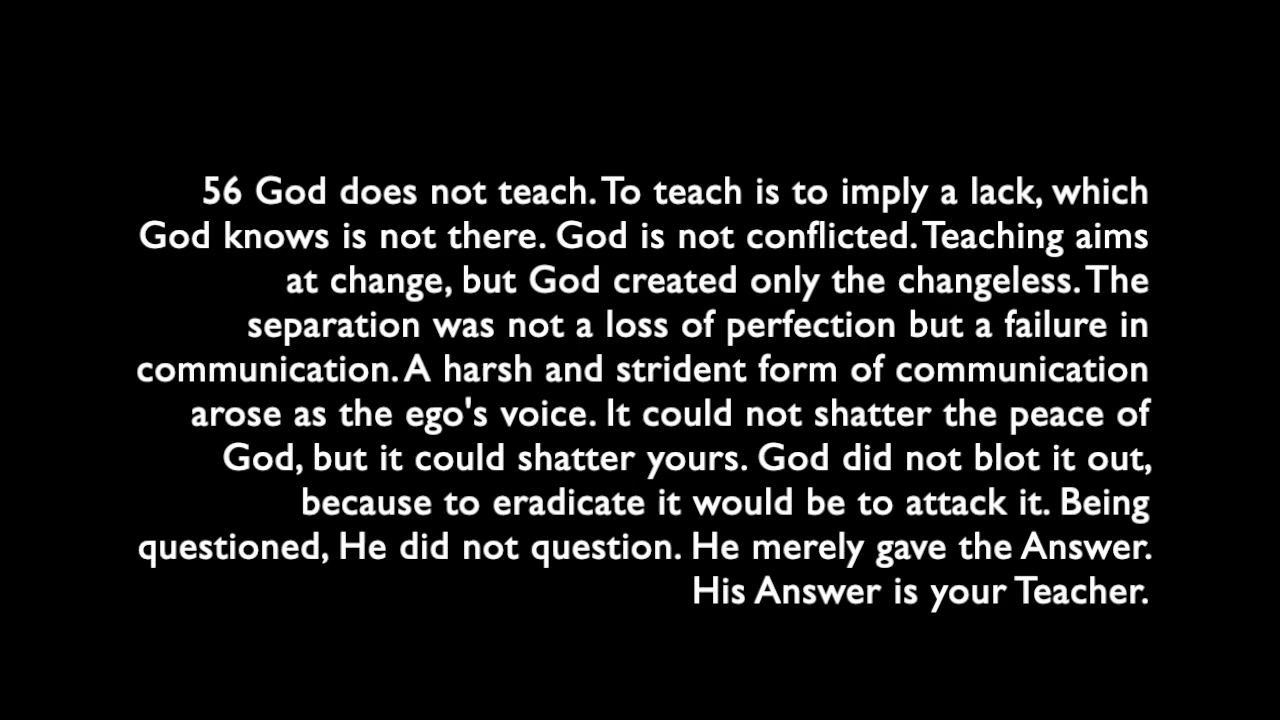 56 God does not teach. To teach is to imply a lack, which
God knows is not there. God is not conflicted. Teaching aims
at change, but God created only the changeless. The
separation was not a loss of perfection but a failure in
communication. A harsh and strident form of communication
arose as the ego's voice. It could not shatter the peace of
God, but it could shatter yours. God did not blot it out,
because to eradicate it would be to attack it. Being
questioned, He did not question. He merely gave the Answer.
His Answer is your Teacher.